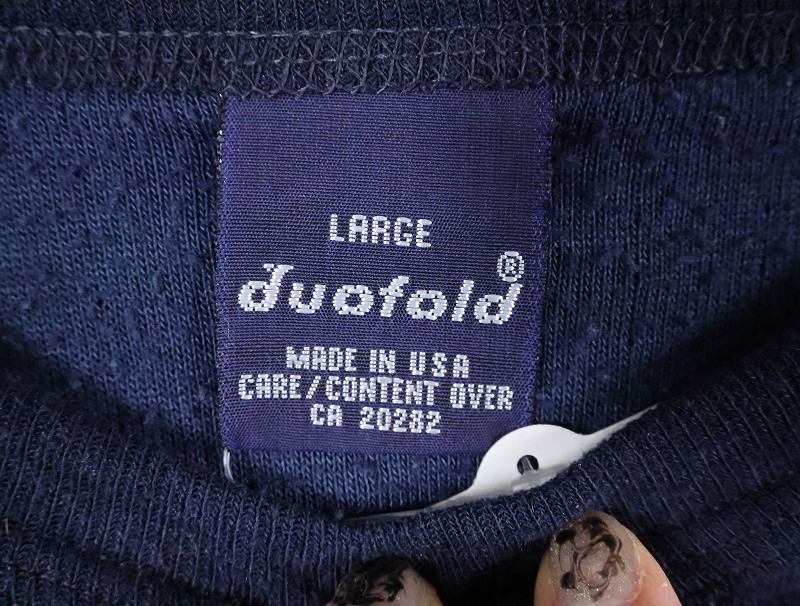 LARGE
duofold®
MADE IN USA
CARE/CONTENT OVER
CA 20282